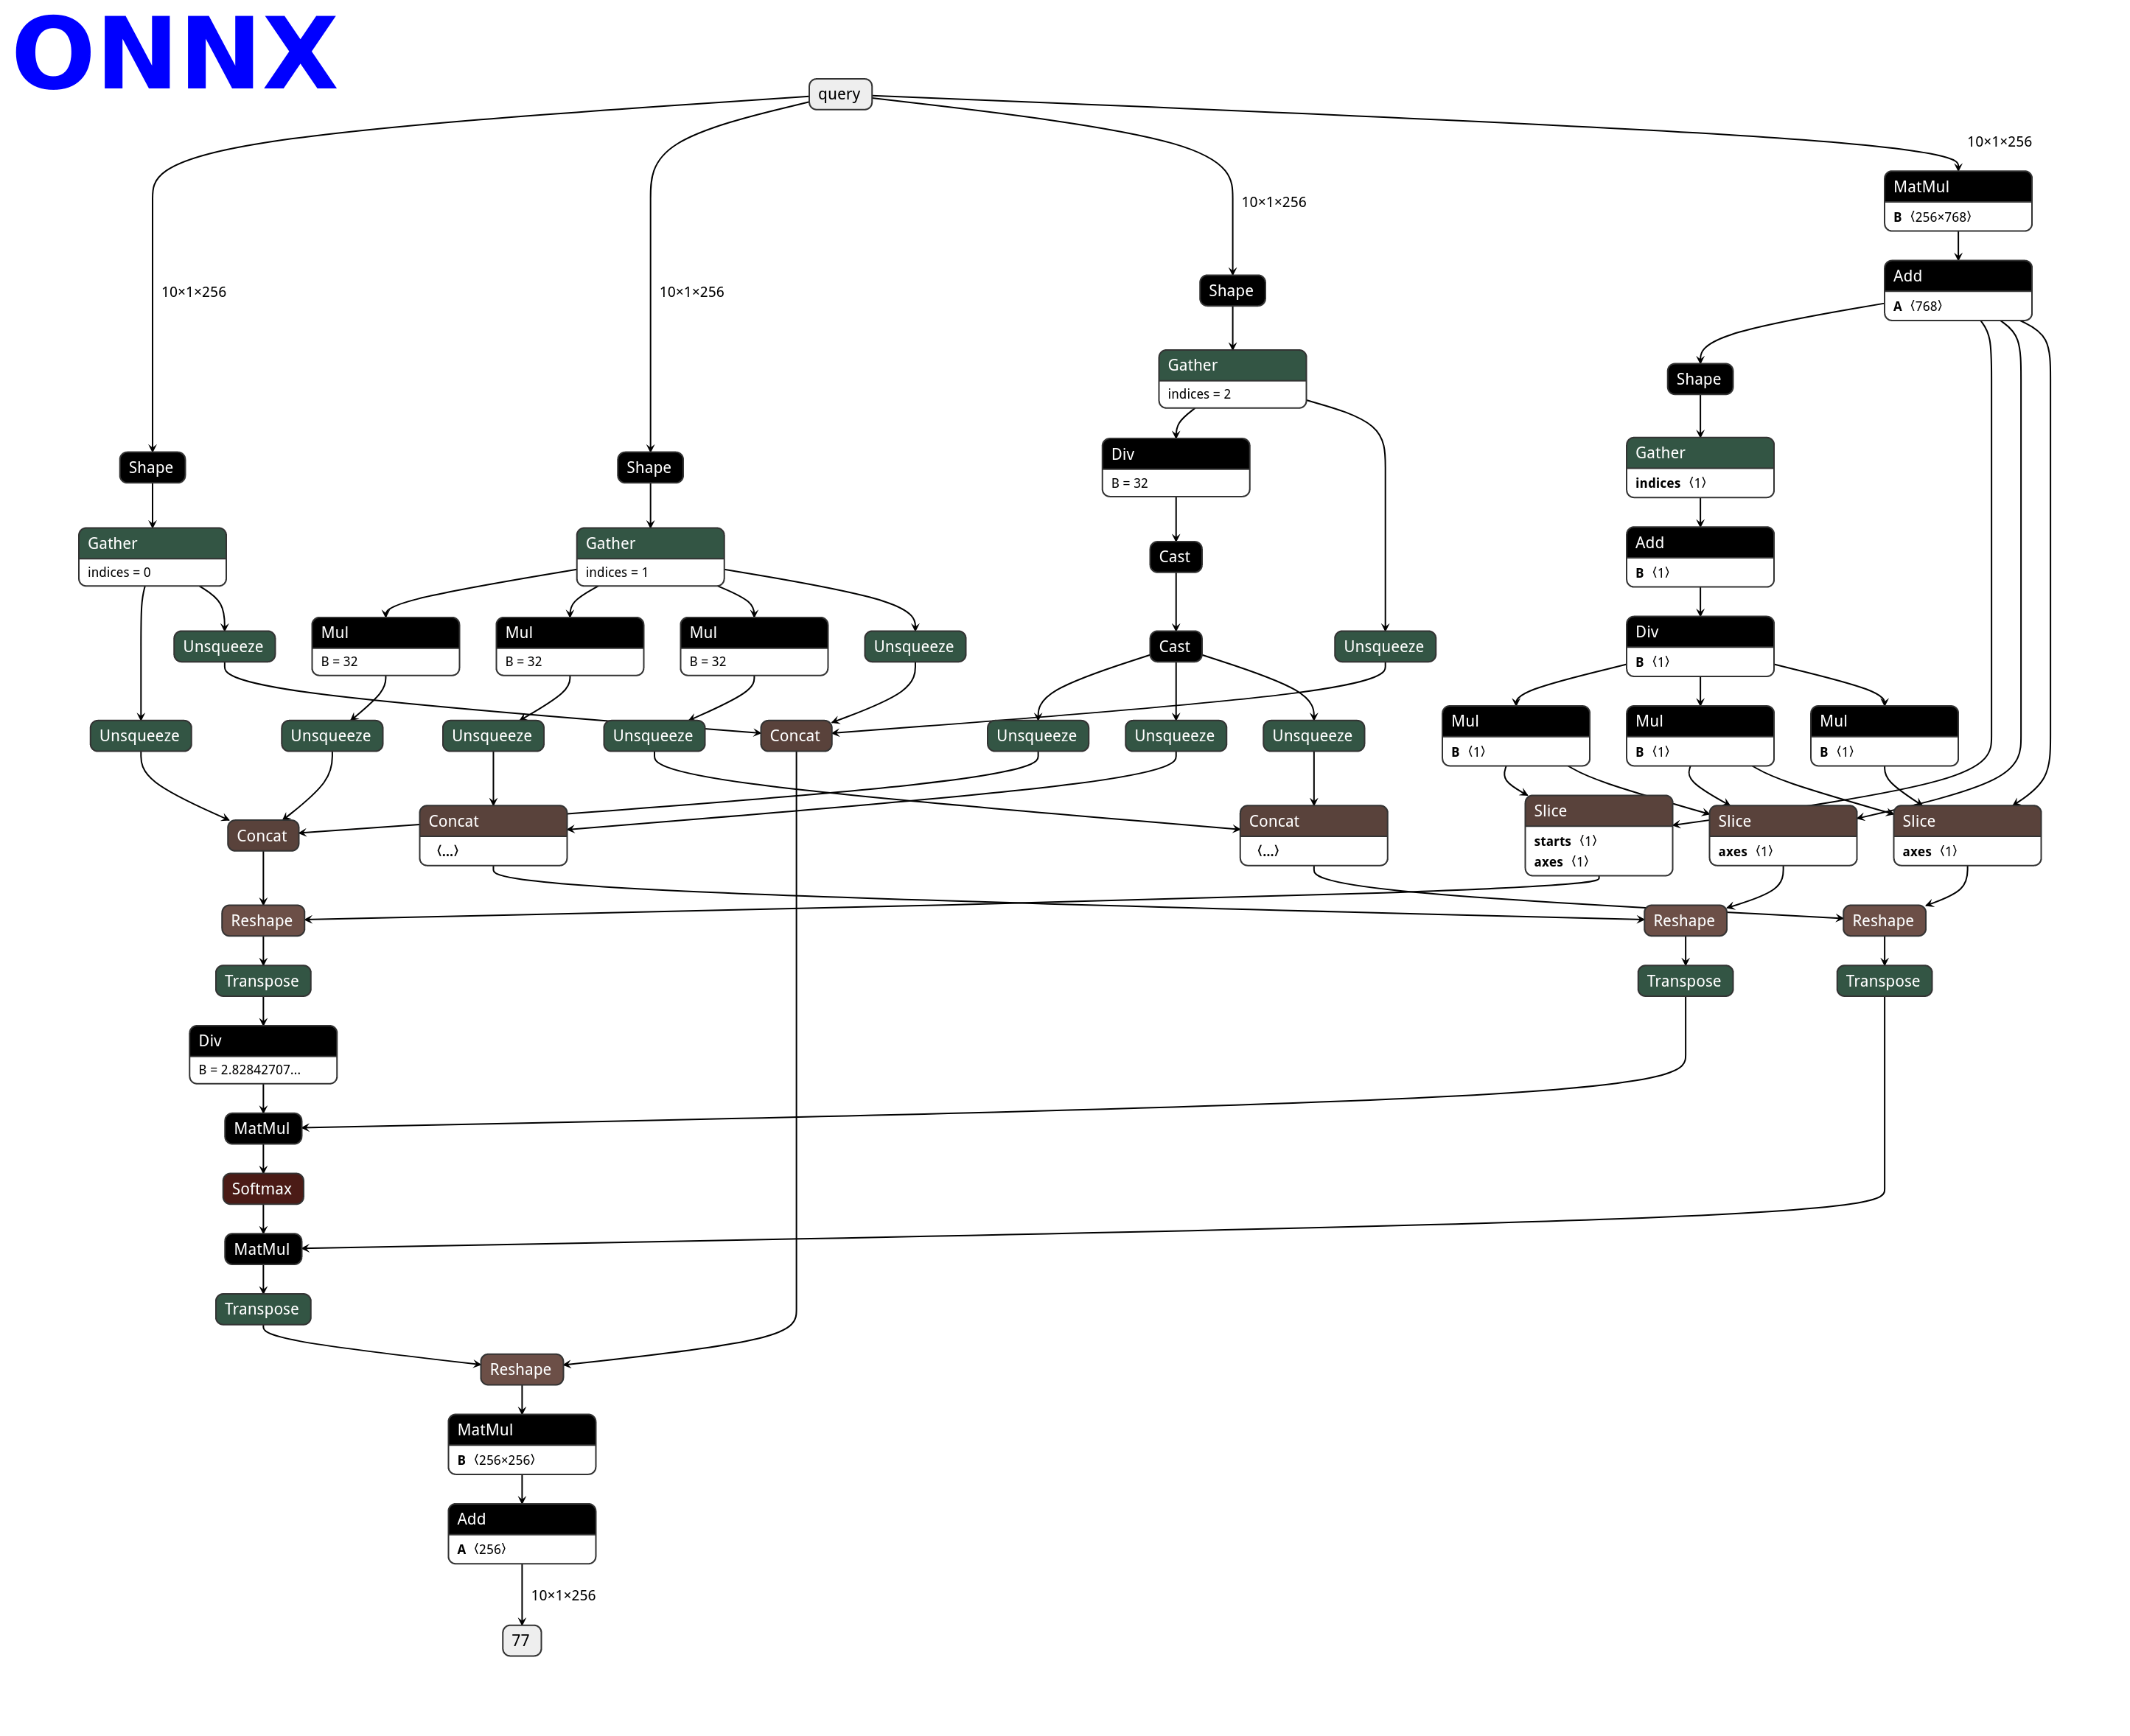 ONNX
query
10×1×256
MatMul
B ⟨256×768⟩
10×1×256
Add
A ⟨768⟩
Shape
10×1×256
10×1×256
Gather
indices = 2
Shape
Gather
indices ⟨1⟩
Div
B = 32
Shape
Shape
Gather
indices = 0
Gather
indices = 1
Cast
Add
B ⟨1⟩
Unsqueeze
Mul
B = 32
Mul
B = 32
Mul
B = 32
Unsqueeze
Cast
Unsqueeze
Div
B ⟨1⟩
Unsqueeze
Unsqueeze
Unsqueeze
Unsqueeze
Concat
Unsqueeze
Unsqueeze
Unsqueeze
Mul
B ⟨1⟩
Mul
B ⟨1⟩
Mul
B ⟨1⟩
Concat
Concat
⟨…⟩
Concat
⟨…⟩
Slice
starts ⟨1⟩
axes ⟨1⟩
Slice
axes ⟨1⟩
Slice
axes ⟨1⟩
Reshape
Reshape
Reshape
Transpose
Transpose
Transpose
Div
B = 2.82842707…
MatMul
Softmax
MatMul
Transpose
Reshape
MatMul
B ⟨256×256⟩
Add
A ⟨256⟩
10×1×256
77